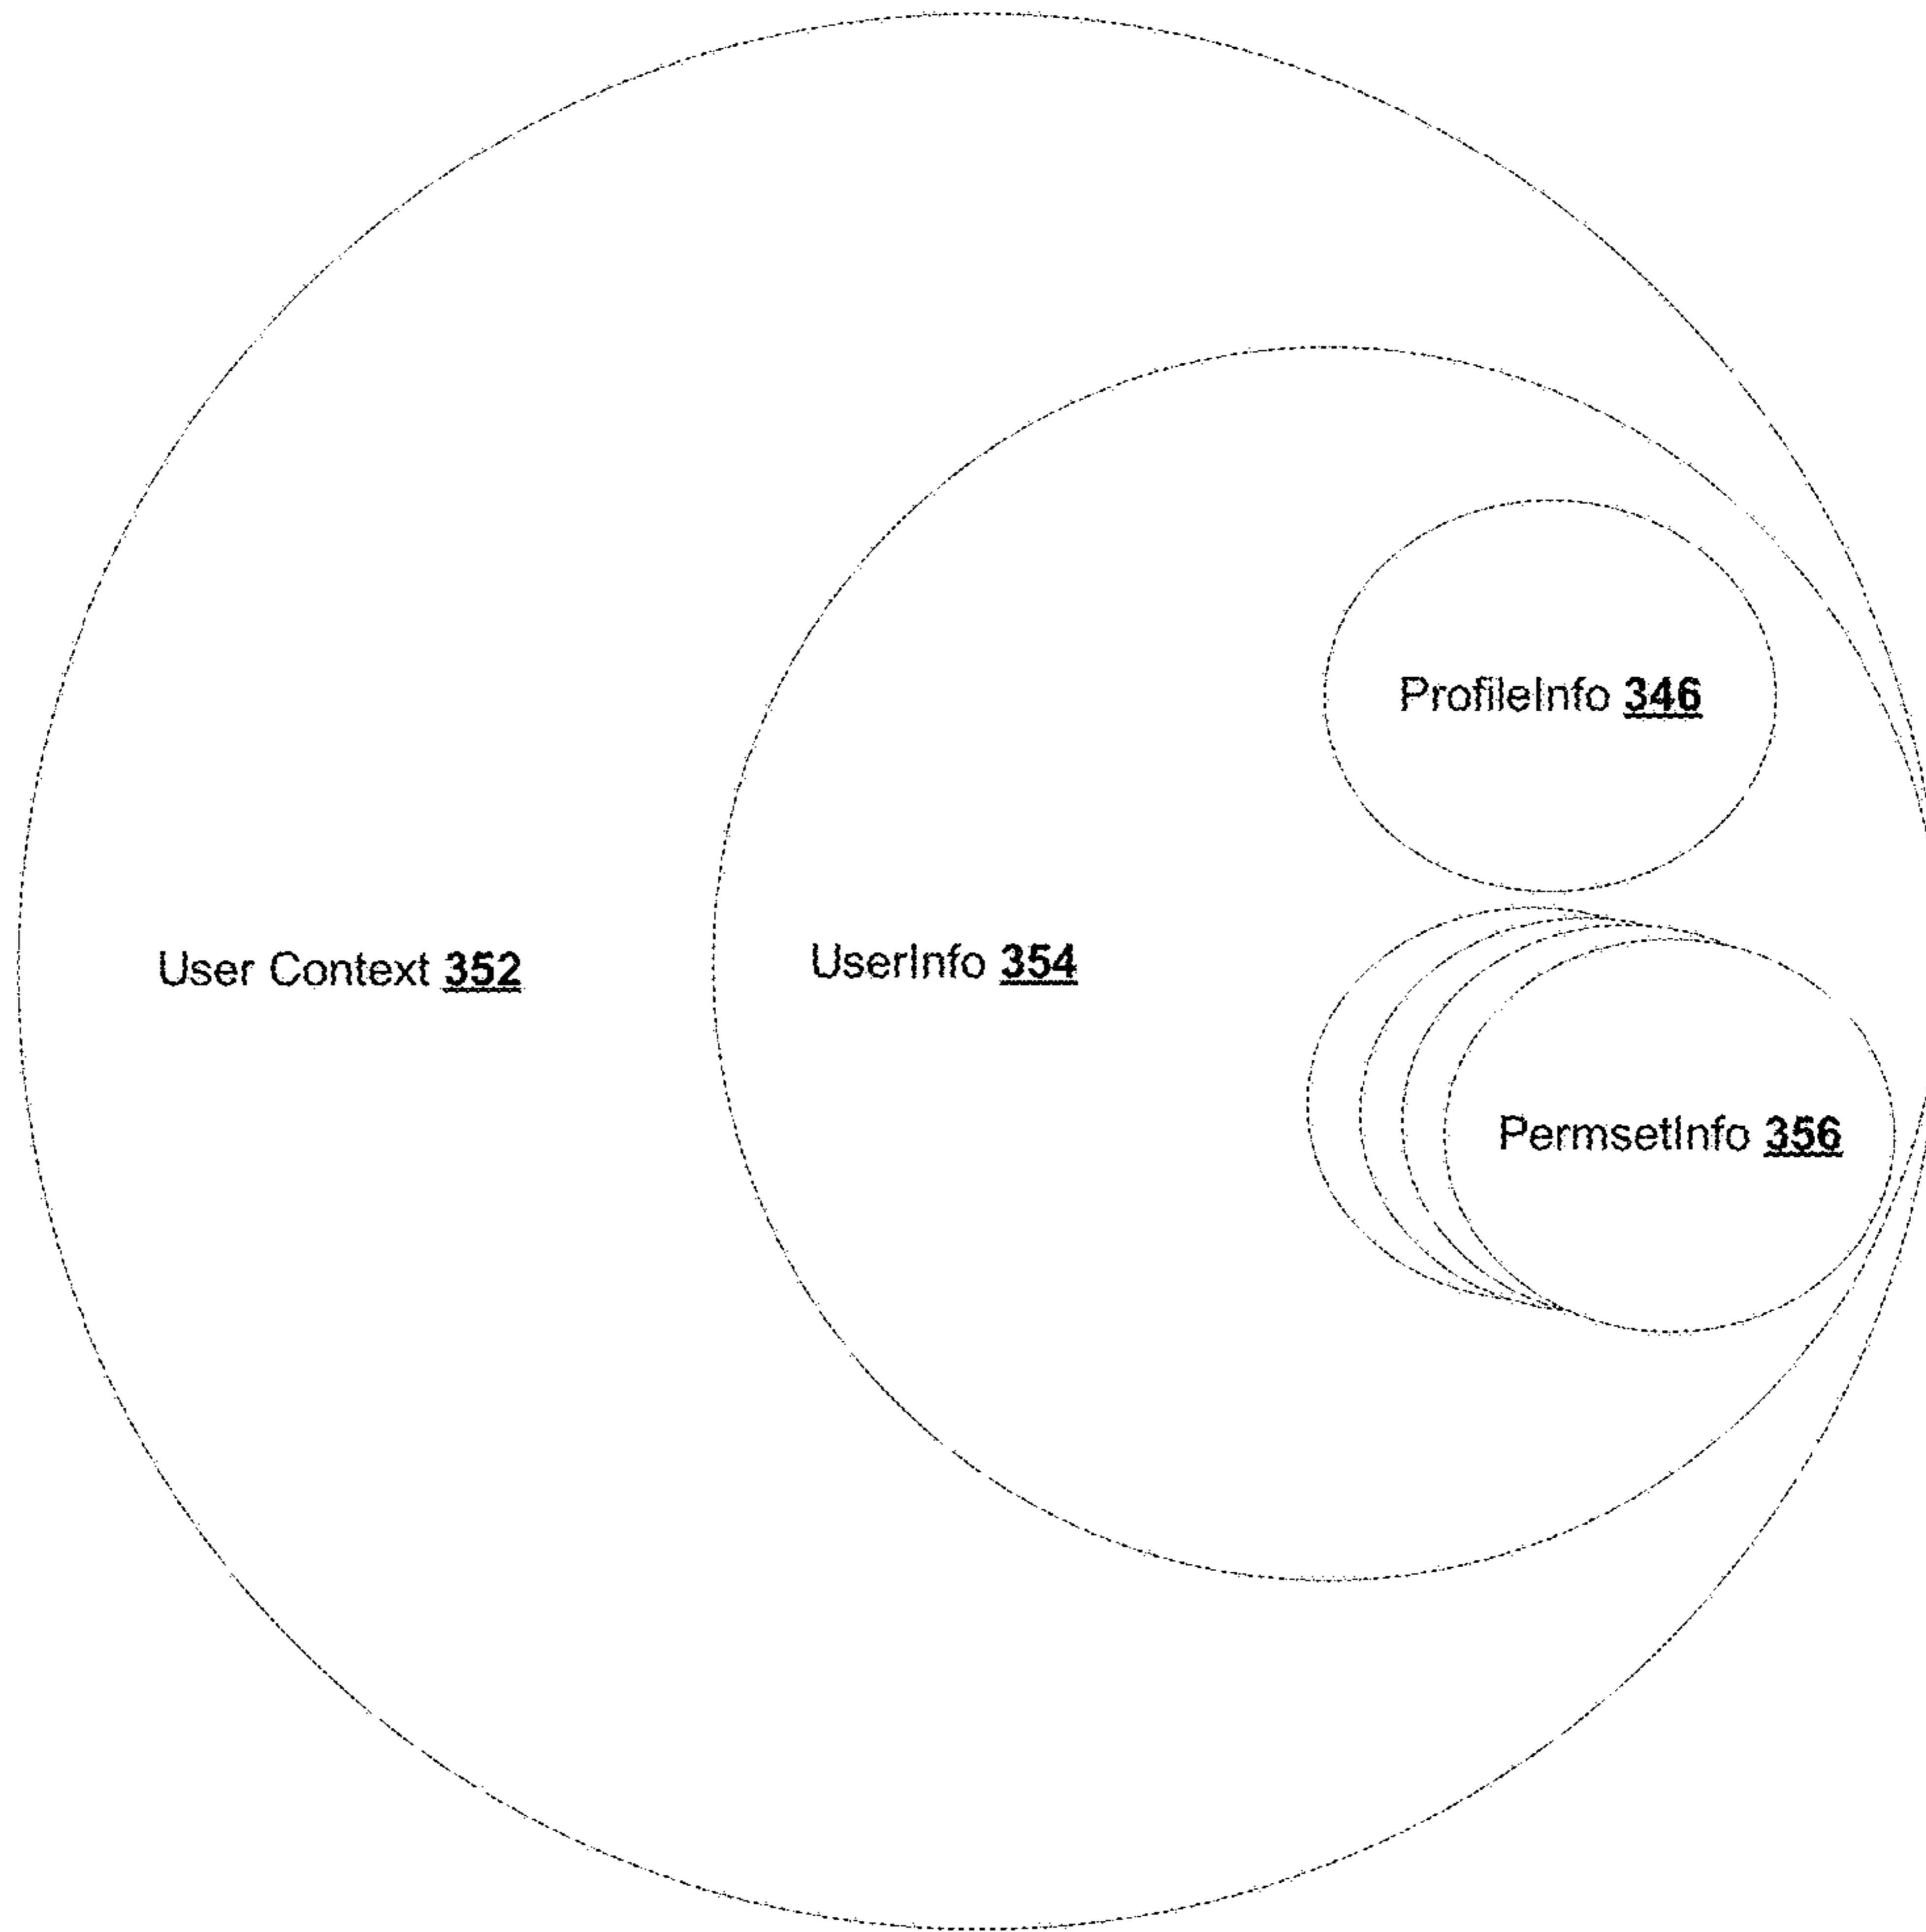 ProfileInfo 346
User Context 352
UserInfo 354
PermsetInfo 356